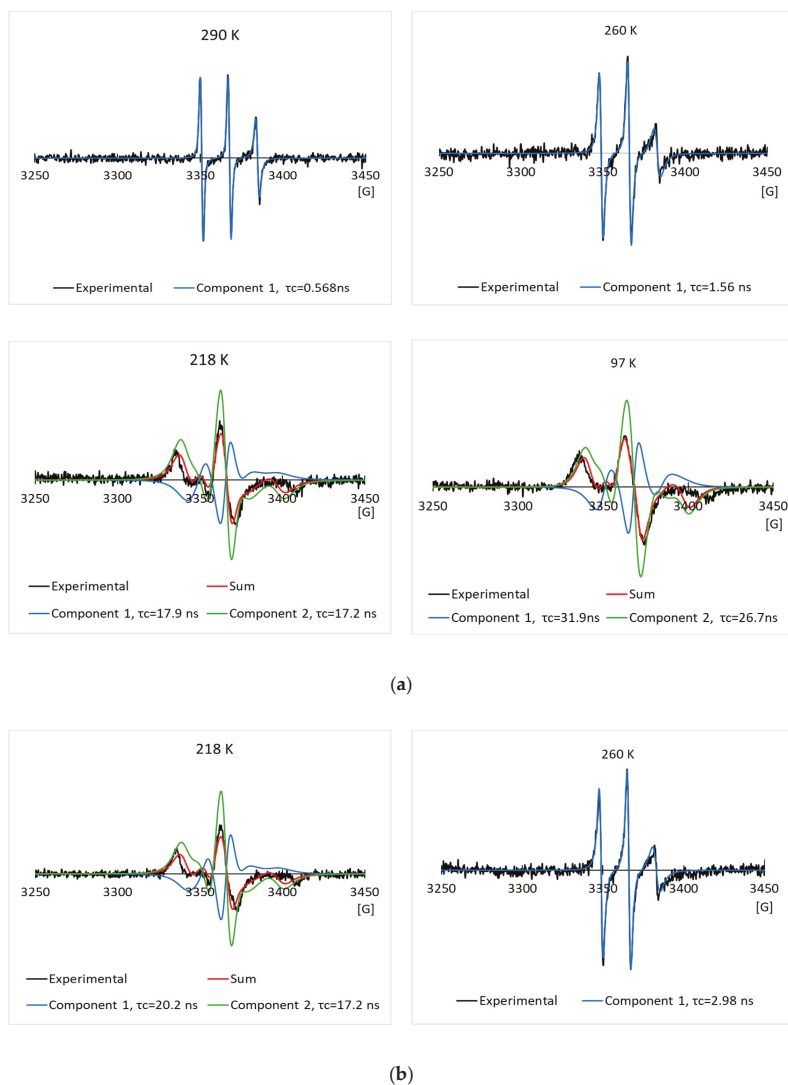 290 K
3250 3300 3350 3400 3450
[G]
Experimental Component 1, τc=0.568ns
260 K
3250 3300 3350 3400 3450
[G]
Experimental Component 1, τc=1.56 ns
218 K
3250 3300 3350 3400 3450
[G]
Experimental Sum
Component 1, τc=17.9 ns Component 2, τc=17.2 ns
97 K
3250 3300 3350 3400 3450
[G]
Experimental Sum
Component 1, τc=31.9ns Component 2, τc=26.7ns
(a)
218 K
3250 3300 3350 3400 3450
[G]
Experimental Sum
Component 1, τc=20.2 ns Component 2, τc=17.2 ns
260 K
3250 3300 3350 3400 3450
[G]
Experimental Component 1, τc=2.98 ns
(b)